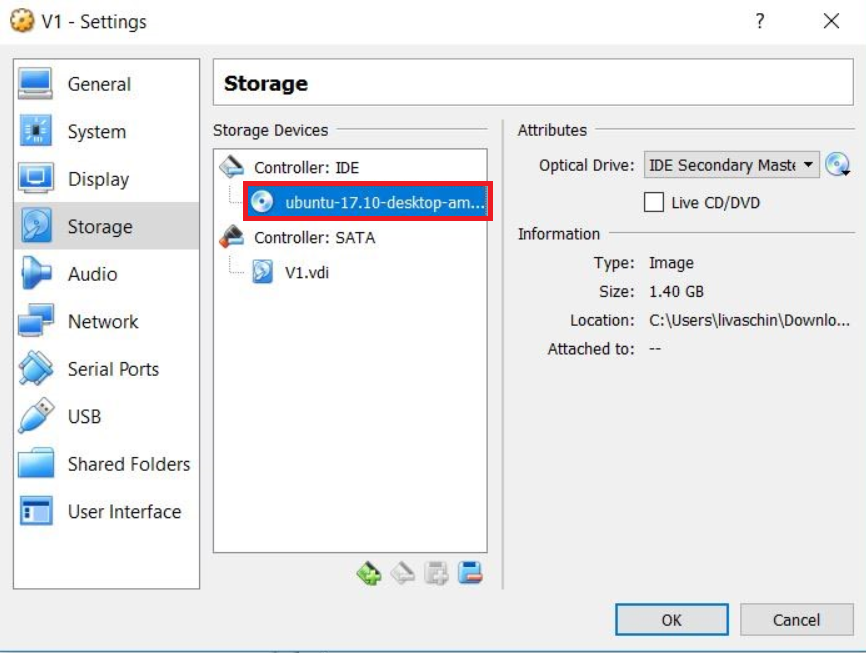 V1 - Settings
General
System
Display
Storage
Audio
Network
Serial Ports
USB
Shared Folders
User Interface
Storage
Storage Devices
Controller: IDE
ubuntu-17.10-desktop-am...
Controller: SATA
V1.vdi
Attributes
Optical Drive: IDE Secondary Maste
Live CD/DVD
Information
Type: Image
Size: 1.40 GB
Location: C:\Users\livaschin\Downlo...
Attached to: --
OK
Cancel